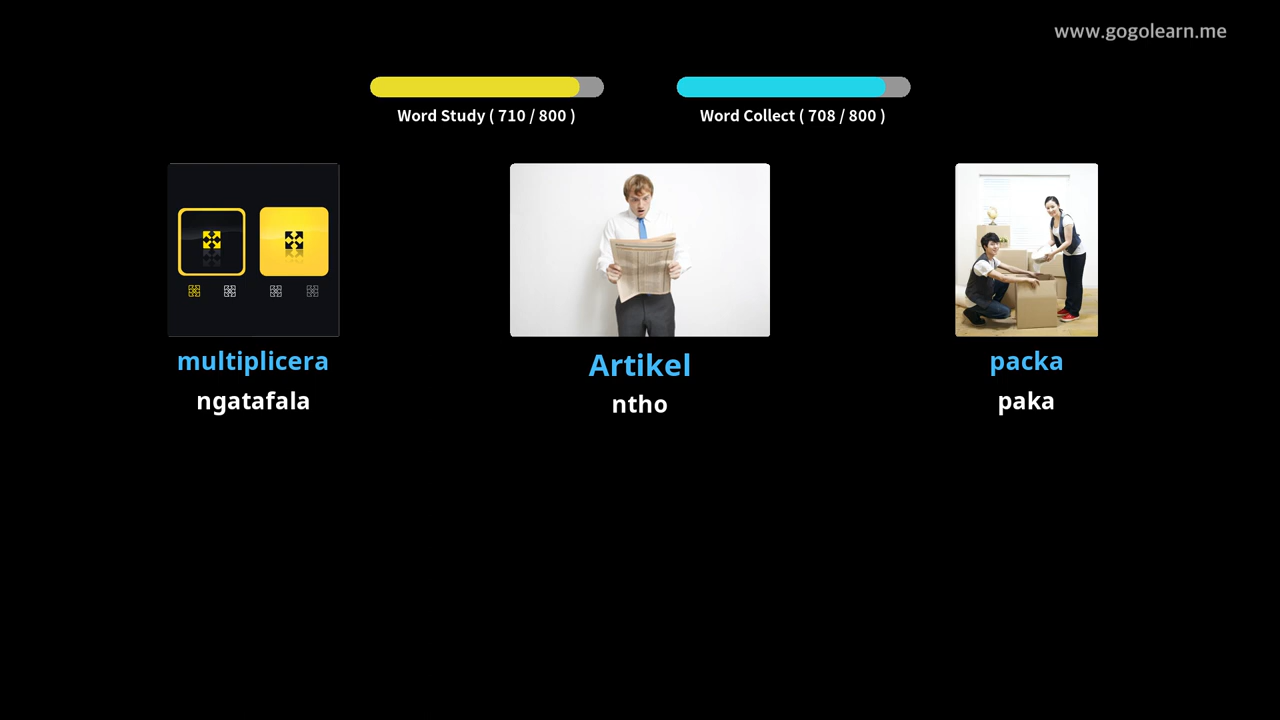 www.gogolearn.me
Word Study ( 710 / 800 )
Word Collect ( 708 / 800 )
multiplicera
ngatafala
Artikel
ntho
packa
paka